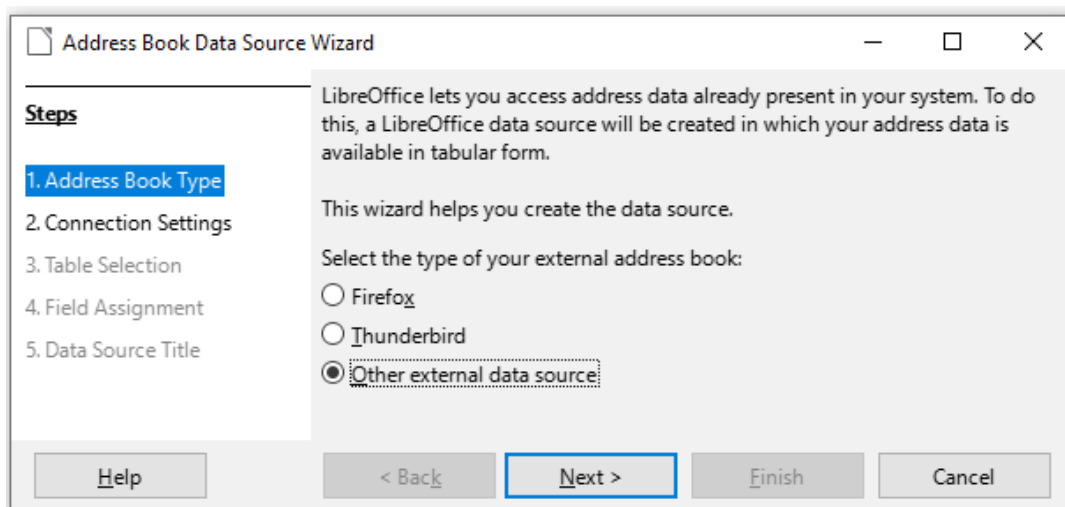 Address Book Data Source Wizard
Steps
1. Address Book Type
2. Connection Settings
3. Table Selection
4. Field Assignment
5. Data Source Title
LibreOffice lets you access address data already present in your system. To do
this, a LibreOffice data source will be created in which your address data is
available in tabular form.
This wizard helps you create the data source.
Select the type of your external address book:
Firefox
Thunderbird
Other external data source
Help
< Back
Next >
Finish
Cancel